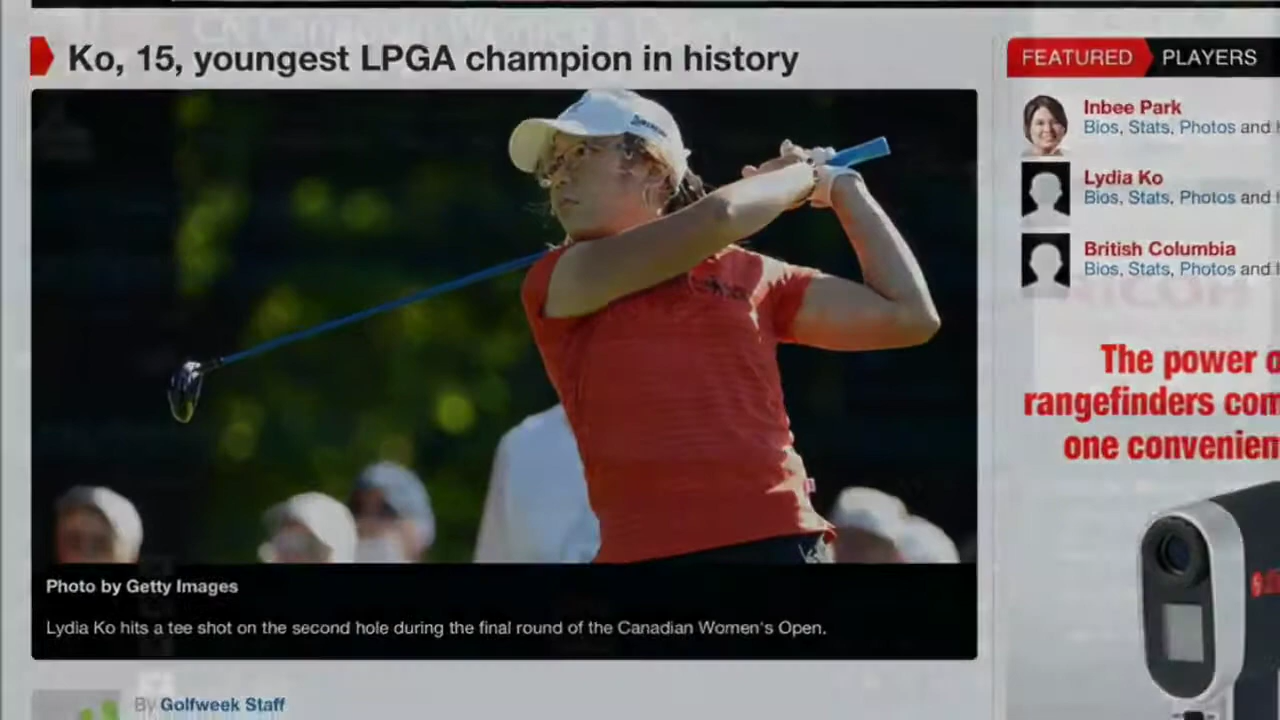 Ko, 15, youngest LPGA champion in history
FEATURED PLAYERS
Inbee Park
Bios, Stats, Photos and
Lydia Ko
Bios, Stats, Photos and
British Columbia
Bios, Stats, Photos and
RICOH
The power o
rangefinders com
one convenien
Photo by Getty Images
Lydia Ko hits a tee shot on the second hole during the final round of the Canadian Women's Open.
By Golfweek Staff